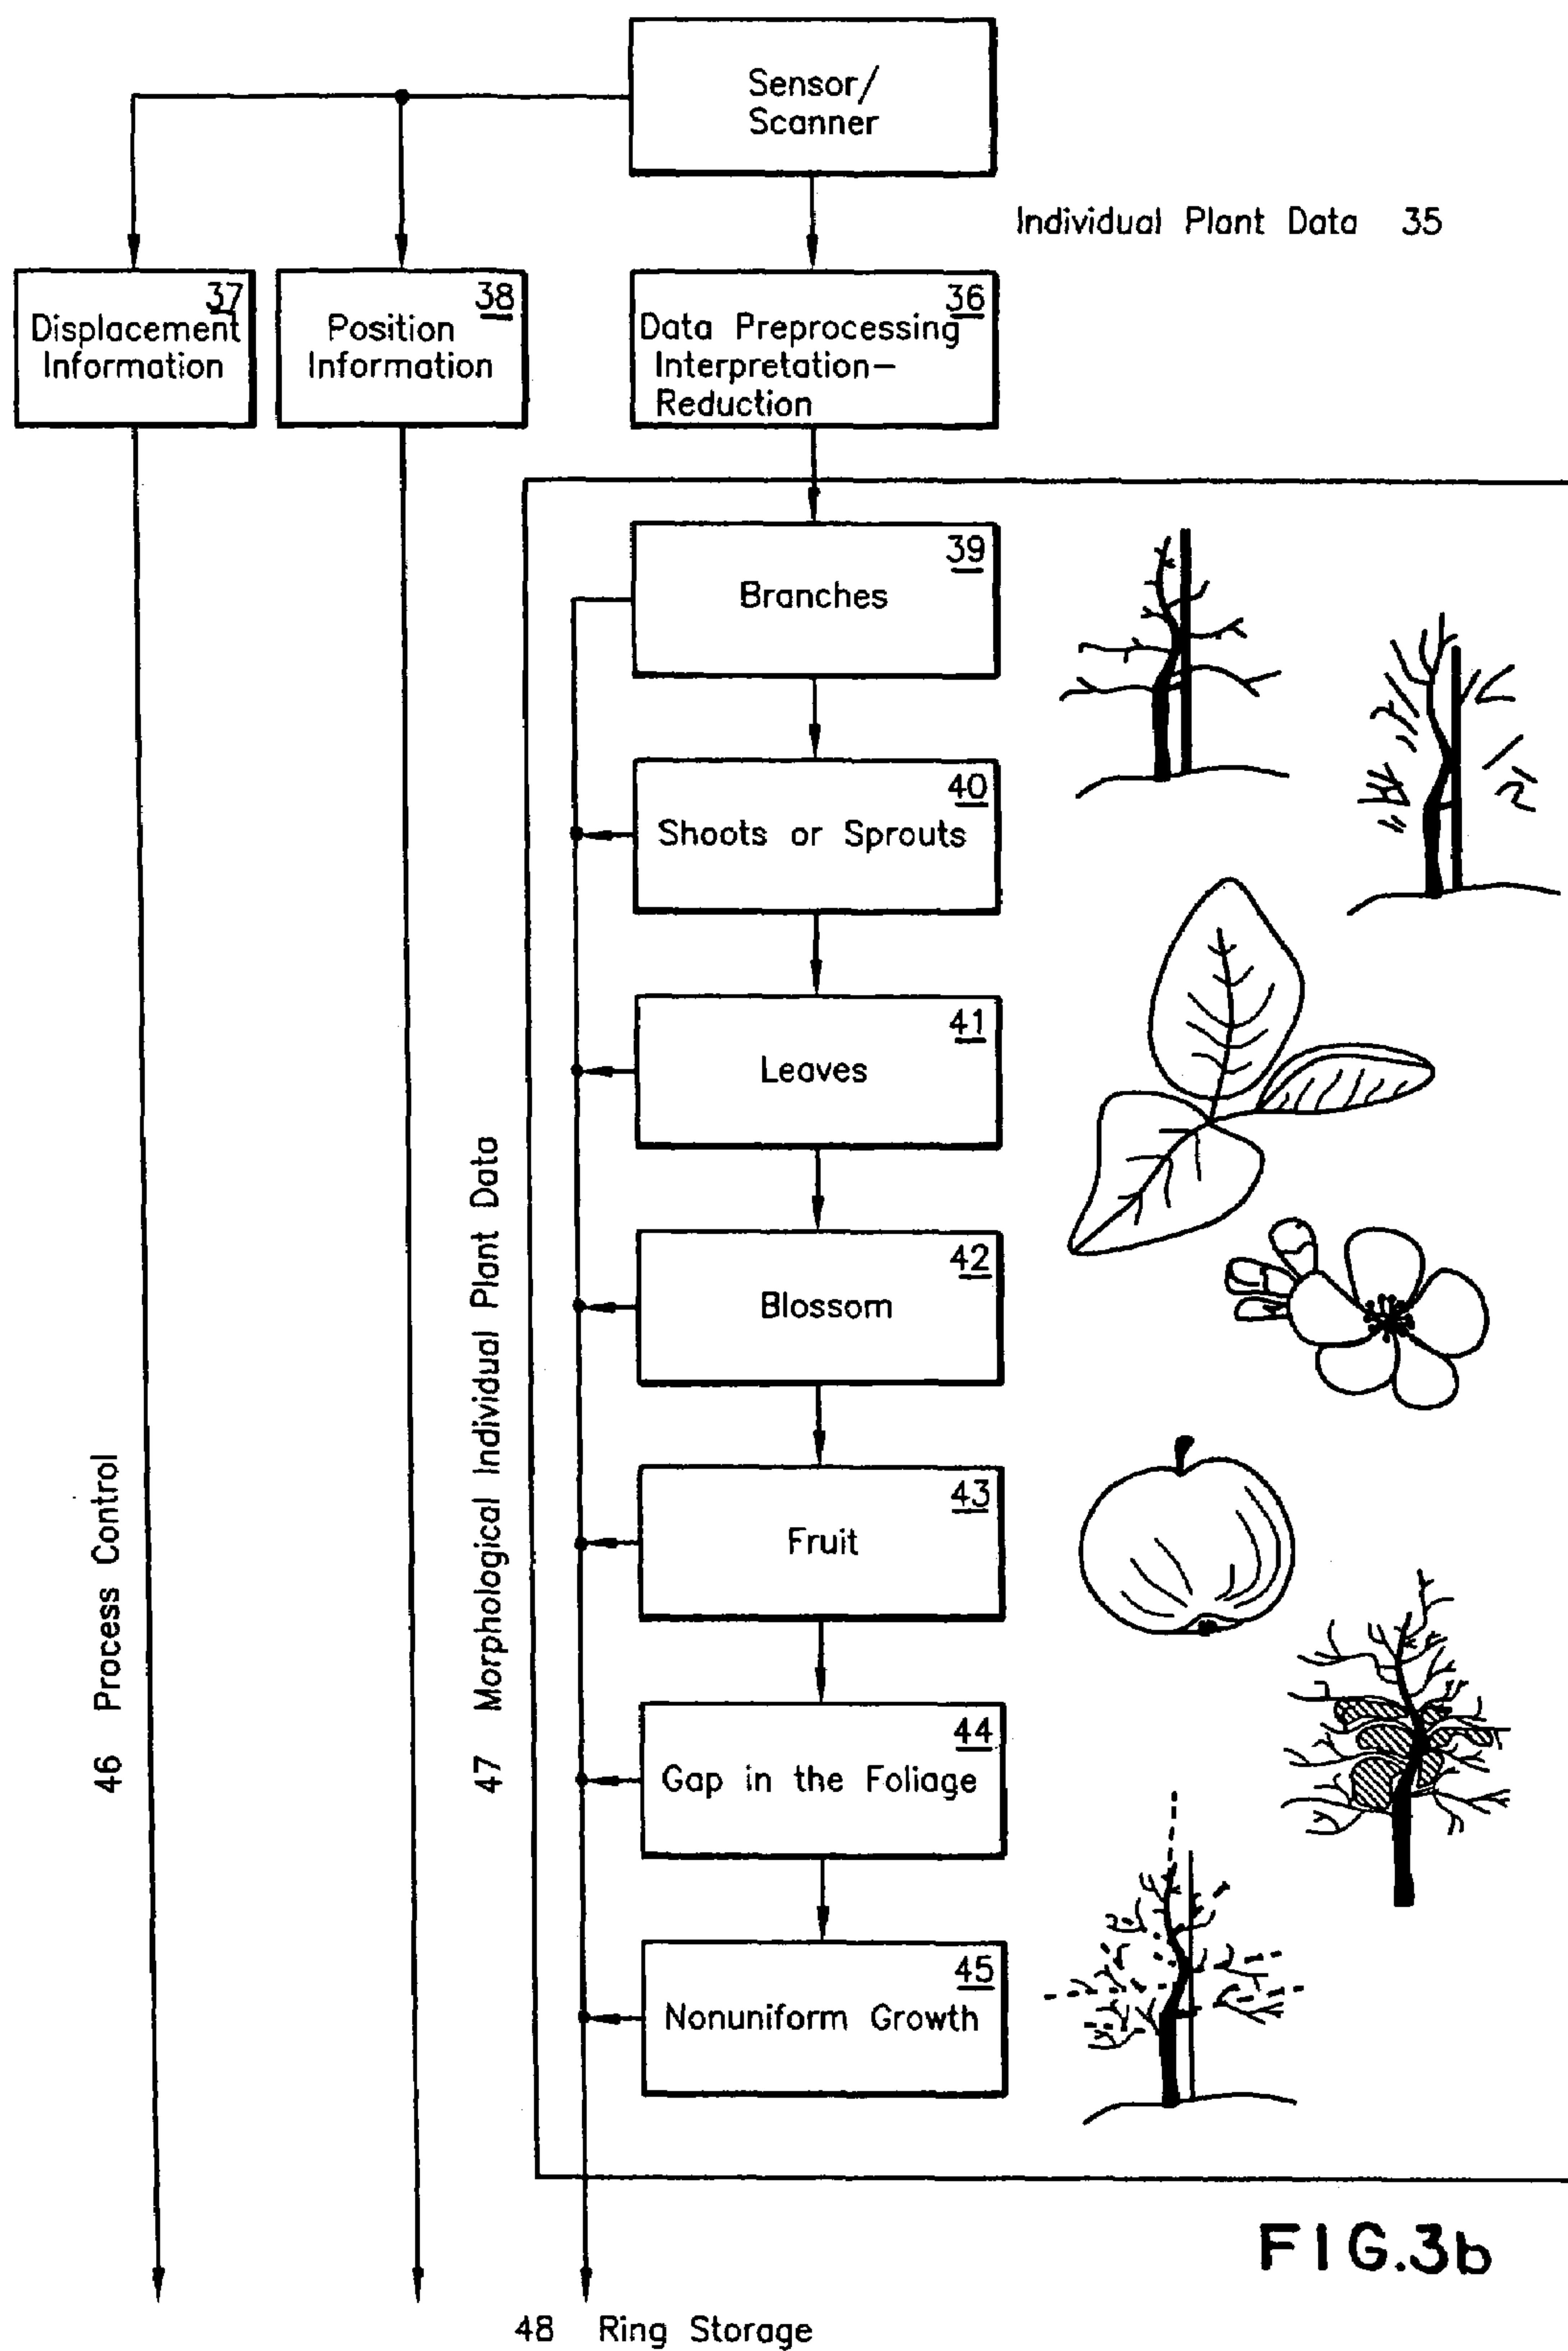 Sensor/
Scanner
Individual Plant Data 35
37
Displacement
Information
38
Position
Information
36
Data Preprocessing
Interpretation-
Reduction
39
Branches
40
Shoots or Sprouts
41
Leaves
42
Blossom
43
Fruit
44
Gap in the Foliage
45
Nonuniform Growth
46 Process Control
47 Morphological Individual Plant Data
48 Ring Storage
FIG.3b